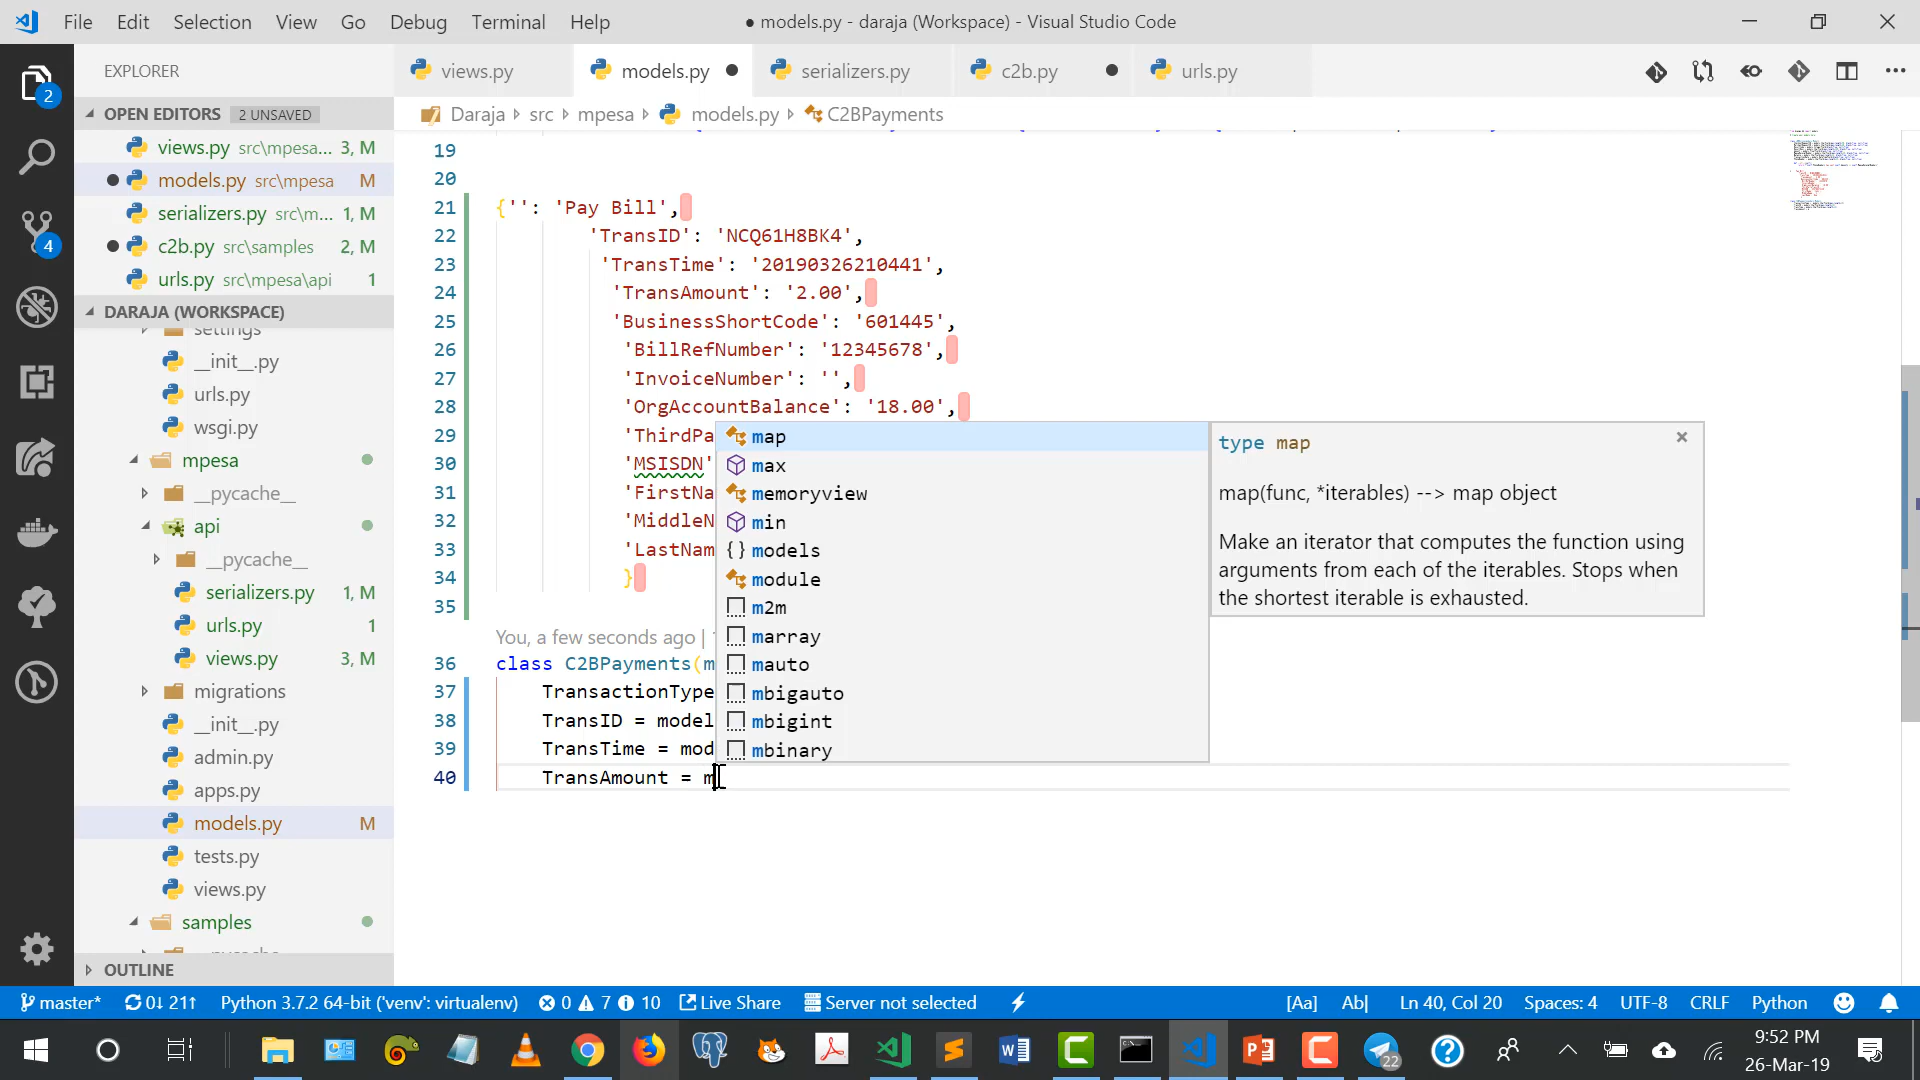 File Edit Selection View Go Debug Terminal Help
● models.py - daraja (Workspace) - Visual Studio Code
EXPLORER
OPEN EDITORS 2 UNSAVED
views.py src\mpesa... 3, M
models.py src\mpesa M
serializers.py src\m... 1, M
c2b.py src\samples 2, M
urls.py src\mpesa\api 1
DARAJA (WORKSPACE)
settings
__init__.py
urls.py
wsgi.py
mpesa
__pycache__
api
__pycache__
serializers.py 1, M
urls.py 1
views.py 3, M
migrations
__init__.py
admin.py
apps.py
models.py M
tests.py
views.py
samples
__pycache__
OUTLINE
2
4
views.py models.py serializers.py c2b.py urls.py
Daraja src mpesa models.py C2BPayments
19
20
21 {'': 'Pay Bill',
22 'TransID': 'NCQ61H8BK4',
23 'TransTime': '20190326210441',
24 'TransAmount': '2.00',
25 'BusinessShortCode': '601445',
26 'BillRefNumber': '12345678',
27 'InvoiceNumber': '',
28 'OrgAccountBalance': '18.00',
29 'ThirdPa
30 'MSISDN'
31 'FirstNa
32 'MiddleN
33 'LastNam
34 }
35
You, a few seconds ago |
36 class C2BPayments(m
37 TransactionType
38 TransID = model
39 TransTime = mod
40 TransAmount = m
map
max
memoryview
min
models
module
m2m
marray
mauto
mbigauto
mbigint
mbinary
type map
map(func, *iterables) --> map object
Make an iterator that computes the function using
arguments from each of the iterables. Stops when
the shortest iterable is exhausted.
master* 0↓ 21↑ Python 3.7.2 64-bit ('venv': virtualenv) 0 7 10 Live Share Server not selected [Aa] Ab| Ln 40, Col 20 Spaces: 4 UTF-8 CRLF Python
22
9:52 PM
26-Mar-19